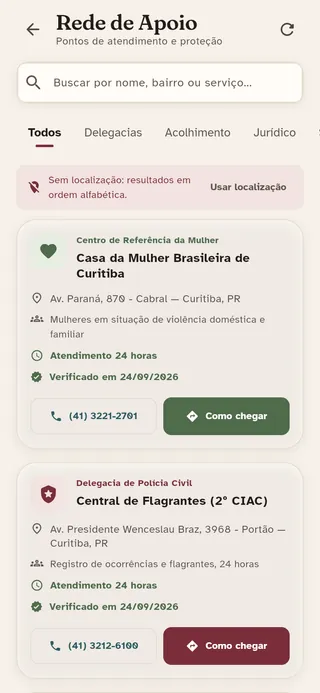 Rede de Apoio
Pontos de atendimento e proteção
Buscar por nome, bairro ou serviço...
Todos Delegacias Acolhimento Jurídico
Sem localização: resultados em
ordem alfabética.
Usar localização
Centro de Referência da Mulher
Casa da Mulher Brasileira de
Curitiba
Av. Paraná, 870 - Cabral — Curitiba, PR
Mulheres em situação de violência doméstica e
familiar
Atendimento 24 horas
Verificado em 24/09/2026
(41) 3221-2701
Como chegar
Delegacia de Polícia Civil
Central de Flagrantes (2º CIAC)
Av. Presidente Wenceslau Braz, 3968 - Portão —
Curitiba, PR
Registro de ocorrências e flagrantes, 24 horas
Atendimento 24 horas
Verificado em 24/09/2026
(41) 3212-6100
Como chegar